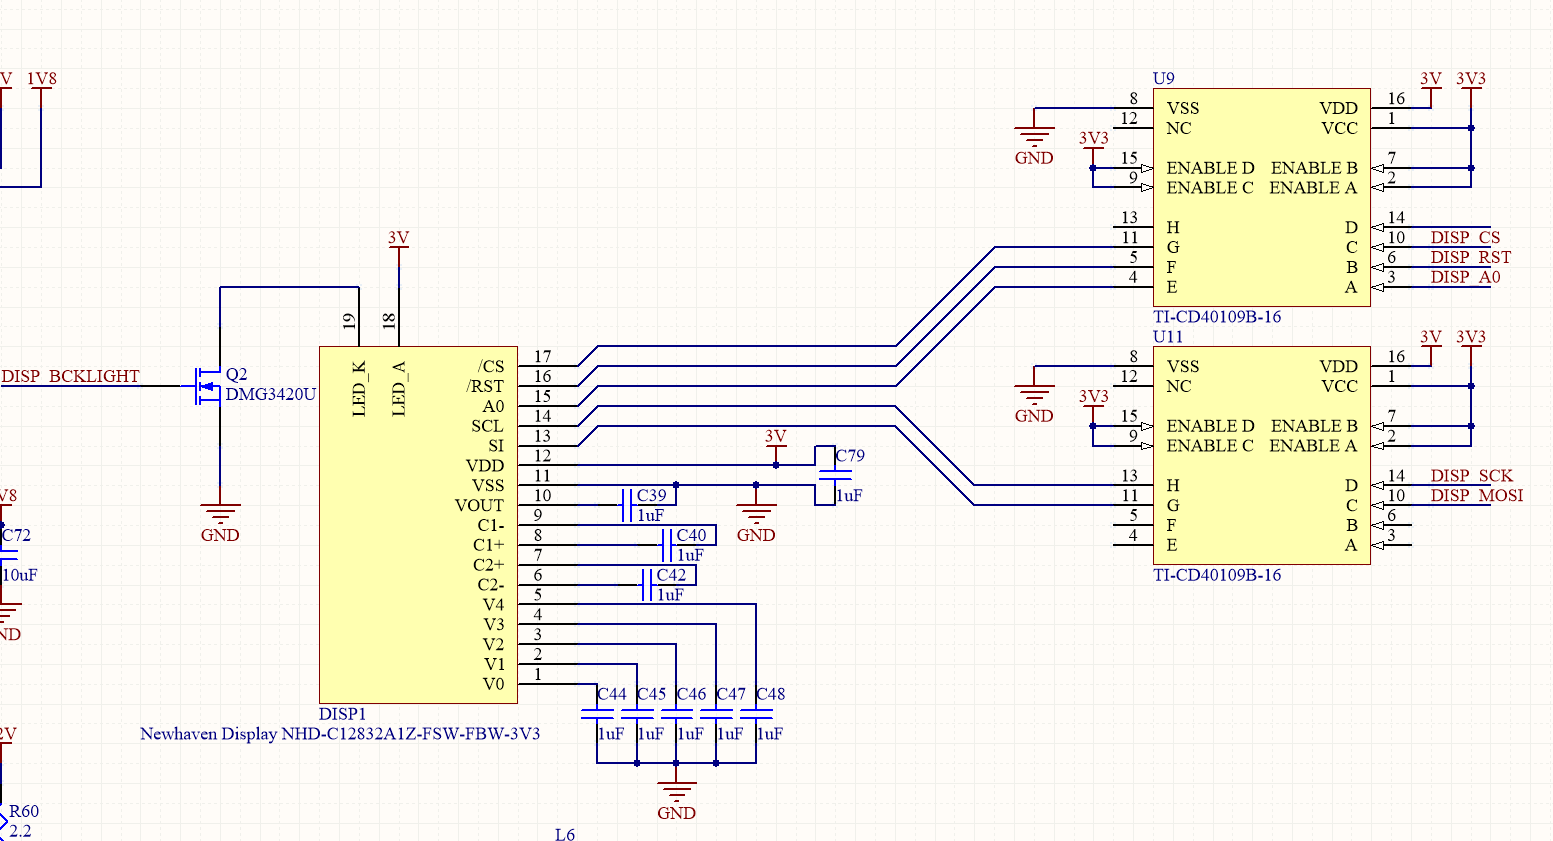 V 1V8
DISP_BCKLIGHT
Q2
DMG3420U
GND
V8
C72
10uF
ND
2V
R60
2.2
3V
19
18
LED_K
LED_A
/CS 17
/RST 16
A0 15
SCL 14
SI 13
VDD 12
VSS 11
VOUT 10
C1- 9
C1+ 8
C2+ 7
C2- 6
V4 5
V3 4
V2 3
V1 2
V0 1
DISP1
Newhaven Display NHD-C12832A1Z-FSW-FBW-3V3
3V
C79
1uF
GND
C39
1uF
C40
1uF
C42
1uF
C44 C45 C46 C47 C48
1uF 1uF 1uF 1uF 1uF
GND
L6
U9
3V 3V3
8 VSS VDD 16
12 NC VCC 1
GND
3V3
15 ENABLE D ENABLE B 7
9 ENABLE C ENABLE A 2
13 H D 14
11 G C 10 DISP_CS
5 F B 6 DISP_RST
4 E A 3 DISP_A0
TI-CD40109B-16
U11
3V 3V3
8 VSS VDD 16
12 NC VCC 1
GND
3V3
15 ENABLE D ENABLE B 7
9 ENABLE C ENABLE A 2
13 H D 14 DISP_SCK
11 G C 10 DISP_MOSI
5 F B 6
4 E A 3
TI-CD40109B-16